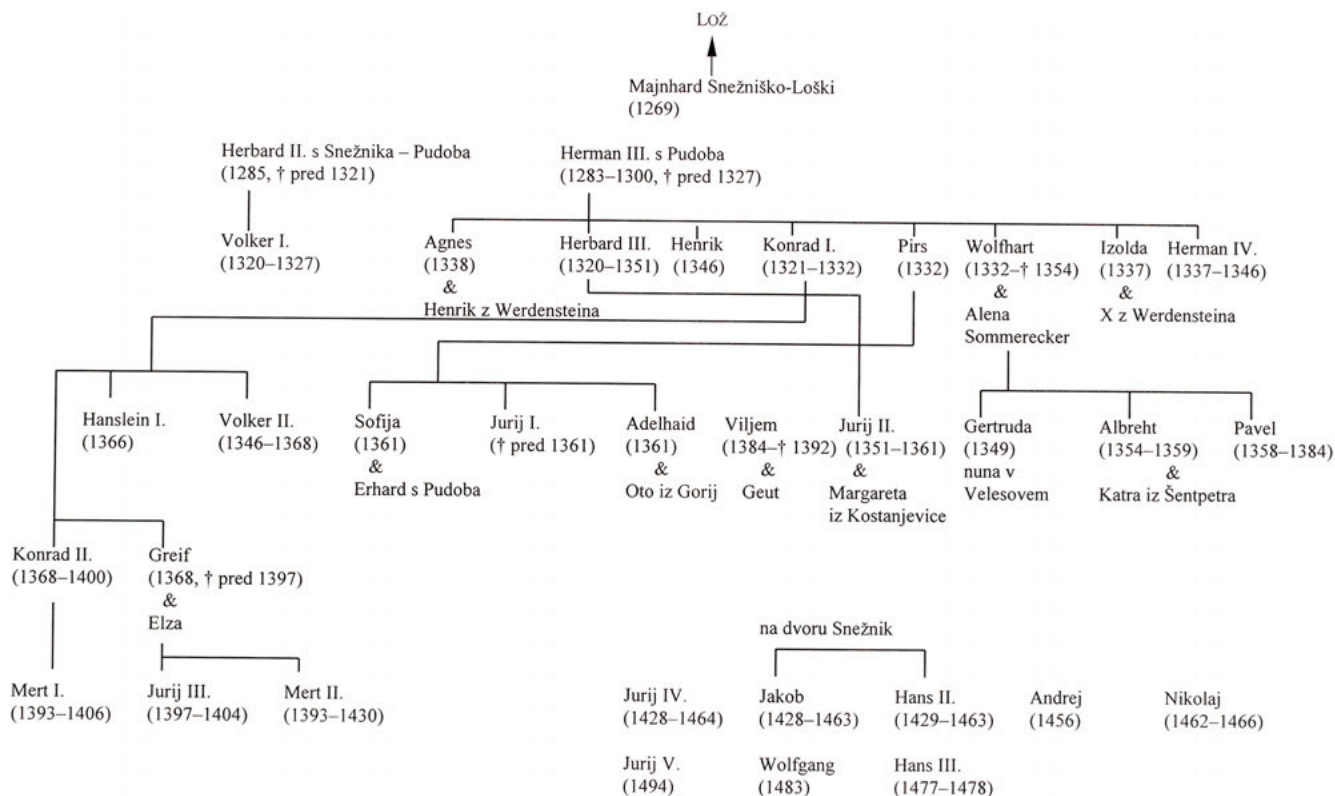 LOŽ
Majnhard Snežniško-Loški
(1269)
Herbard II. s Snežnika – Pudoba
(1285, † pred 1321)
Herman III. s Pudoba
(1283–1300, † pred 1327)
Volker I.
(1320–1327)
Agnes
(1338)
&
Henrik z Werdensteina
Herbard III.
(1320–1351)
Henrik
(1346)
Konrad I.
(1321–1332)
Pirs
(1332)
Wolfhart
(1332–† 1354)
&
Alena
Sommerecker
Izolda
(1337)
&
X z Werdensteina
Herman IV.
(1337–1346)
Hanslein I.
(1366)
Volker II.
(1346–1368)
Sofija
(1361)
&
Erhard s Pudoba
Jurij I.
(† pred 1361)
Adelhaid
(1361)
&
Oto iz Gorij
Viljem
(1384–† 1392)
&
Geut
Jurij II.
(1351–1361)
&
Margareta
iz Kostanjevice
Gertruda
(1349)
nuna v
Velesovem
Albreht
(1354–1359)
&
Katra iz Šentpetra
Pavel
(1358–1384)
Konrad II.
(1368–1400)
Greif
(1368, † pred 1397)
&
Elza
na dvoru Snežnik
Mert I.
(1393–1406)
Jurij III.
(1397–1404)
Mert II.
(1393–1430)
Jurij IV.
(1428–1464)
Jakob
(1428–1463)
Hans II.
(1429–1463)
Andrej
(1456)
Nikolaj
(1462–1466)
Jurij V.
(1494)
Wolfgang
(1483)
Hans III.
(1477–1478)